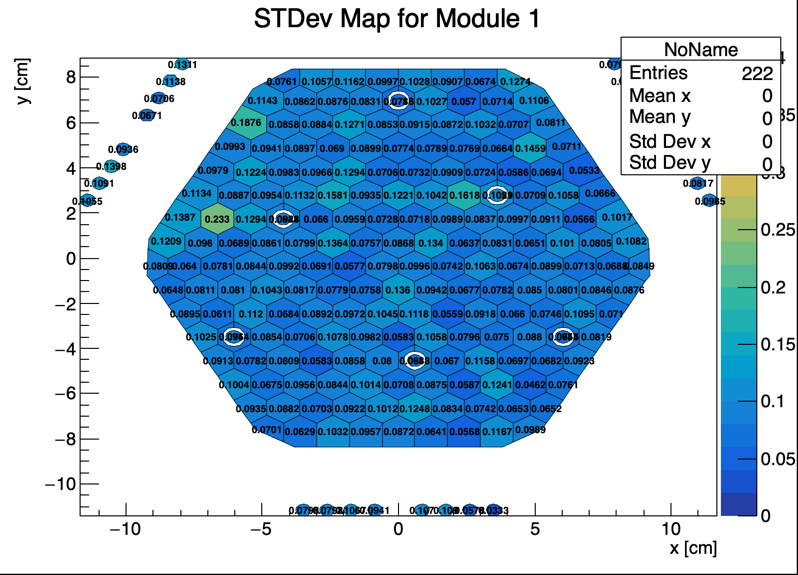 STDev Map for Module 1
NoName
Entries 222
Mean x 0
Mean y 0
Std Dev x 0
Std Dev y 0
y [cm]
8
6
4
2
0
−2
−4
−6
−8
−10
0.1311
0.1138
0.0706
0.0671
0.0936
0.1398
0.1091
0.1055
0.0761 0.1057 0.1162 0.0997 0.1028 0.0907 0.0674 0.1274
0.1143 0.0862 0.0876 0.0831 0.1027 0.057 0.0714 0.1106
0.1876 0.0858 0.0884 0.1271 0.0853 0.0915 0.0872 0.1032 0.0707 0.0811
0.0993 0.0941 0.0897 0.069 0.0899 0.069 0.0789 0.0769 0.0664 0.1459 0.0711
0.0979 0.1224 0.0983 0.0966 0.1294 0.0706 0.0732 0.0909 0.0724 0.0586 0.0694 0.0533
0.1134 0.0887 0.0954 0.1132 0.1581 0.0935 0.1221 0.1042 0.1618 0.0709 0.1058 0.0666
0.1387 0.233 0.1294 0.066 0.0959 0.0728 0.0718 0.0989 0.0837 0.0997 0.0911 0.0566 0.1017
0.1209 0.096 0.0689 0.0861 0.0799 0.1364 0.0757 0.0868 0.134 0.0637 0.0831 0.0651 0.101 0.0805 0.1082
0.0809 0.064 0.0781 0.0844 0.0992 0.0691 0.0577 0.0798 0.0996 0.0742 0.1063 0.0674 0.0899 0.0713 0.0688 0.0849
0.0648 0.0811 0.081 0.1043 0.0817 0.0779 0.0758 0.136 0.0942 0.0677 0.0782 0.085 0.0801 0.0846 0.0876
0.0895 0.0611 0.112 0.0684 0.0892 0.0972 0.1045 0.1118 0.0559 0.0918 0.066 0.0746 0.1095 0.071
0.1025 0.0706 0.1078 0.088 0.0982 0.0583 0.1058 0.0796 0.0955 0.082 0.0819
0.0913 0.0782 0.0809 0.0583 0.0858 0.08 0.067 0.1158 0.0697 0.0682 0.0923
0.1004 0.0675 0.0956 0.0844 0.1014 0.0708 0.0875 0.0587 0.1241 0.0462 0.0761
0.0935 0.0882 0.0703 0.0922 0.1012 0.1248 0.0834 0.0742 0.0653 0.0652
0.0701 0.0629 0.1032 0.0957 0.0872 0.0641 0.0568 0.1167 0.0989
0.0817
0.0941
−10
−5
0
5
10
x [cm]
0.25
0.2
0.15
0.1
0.05
0